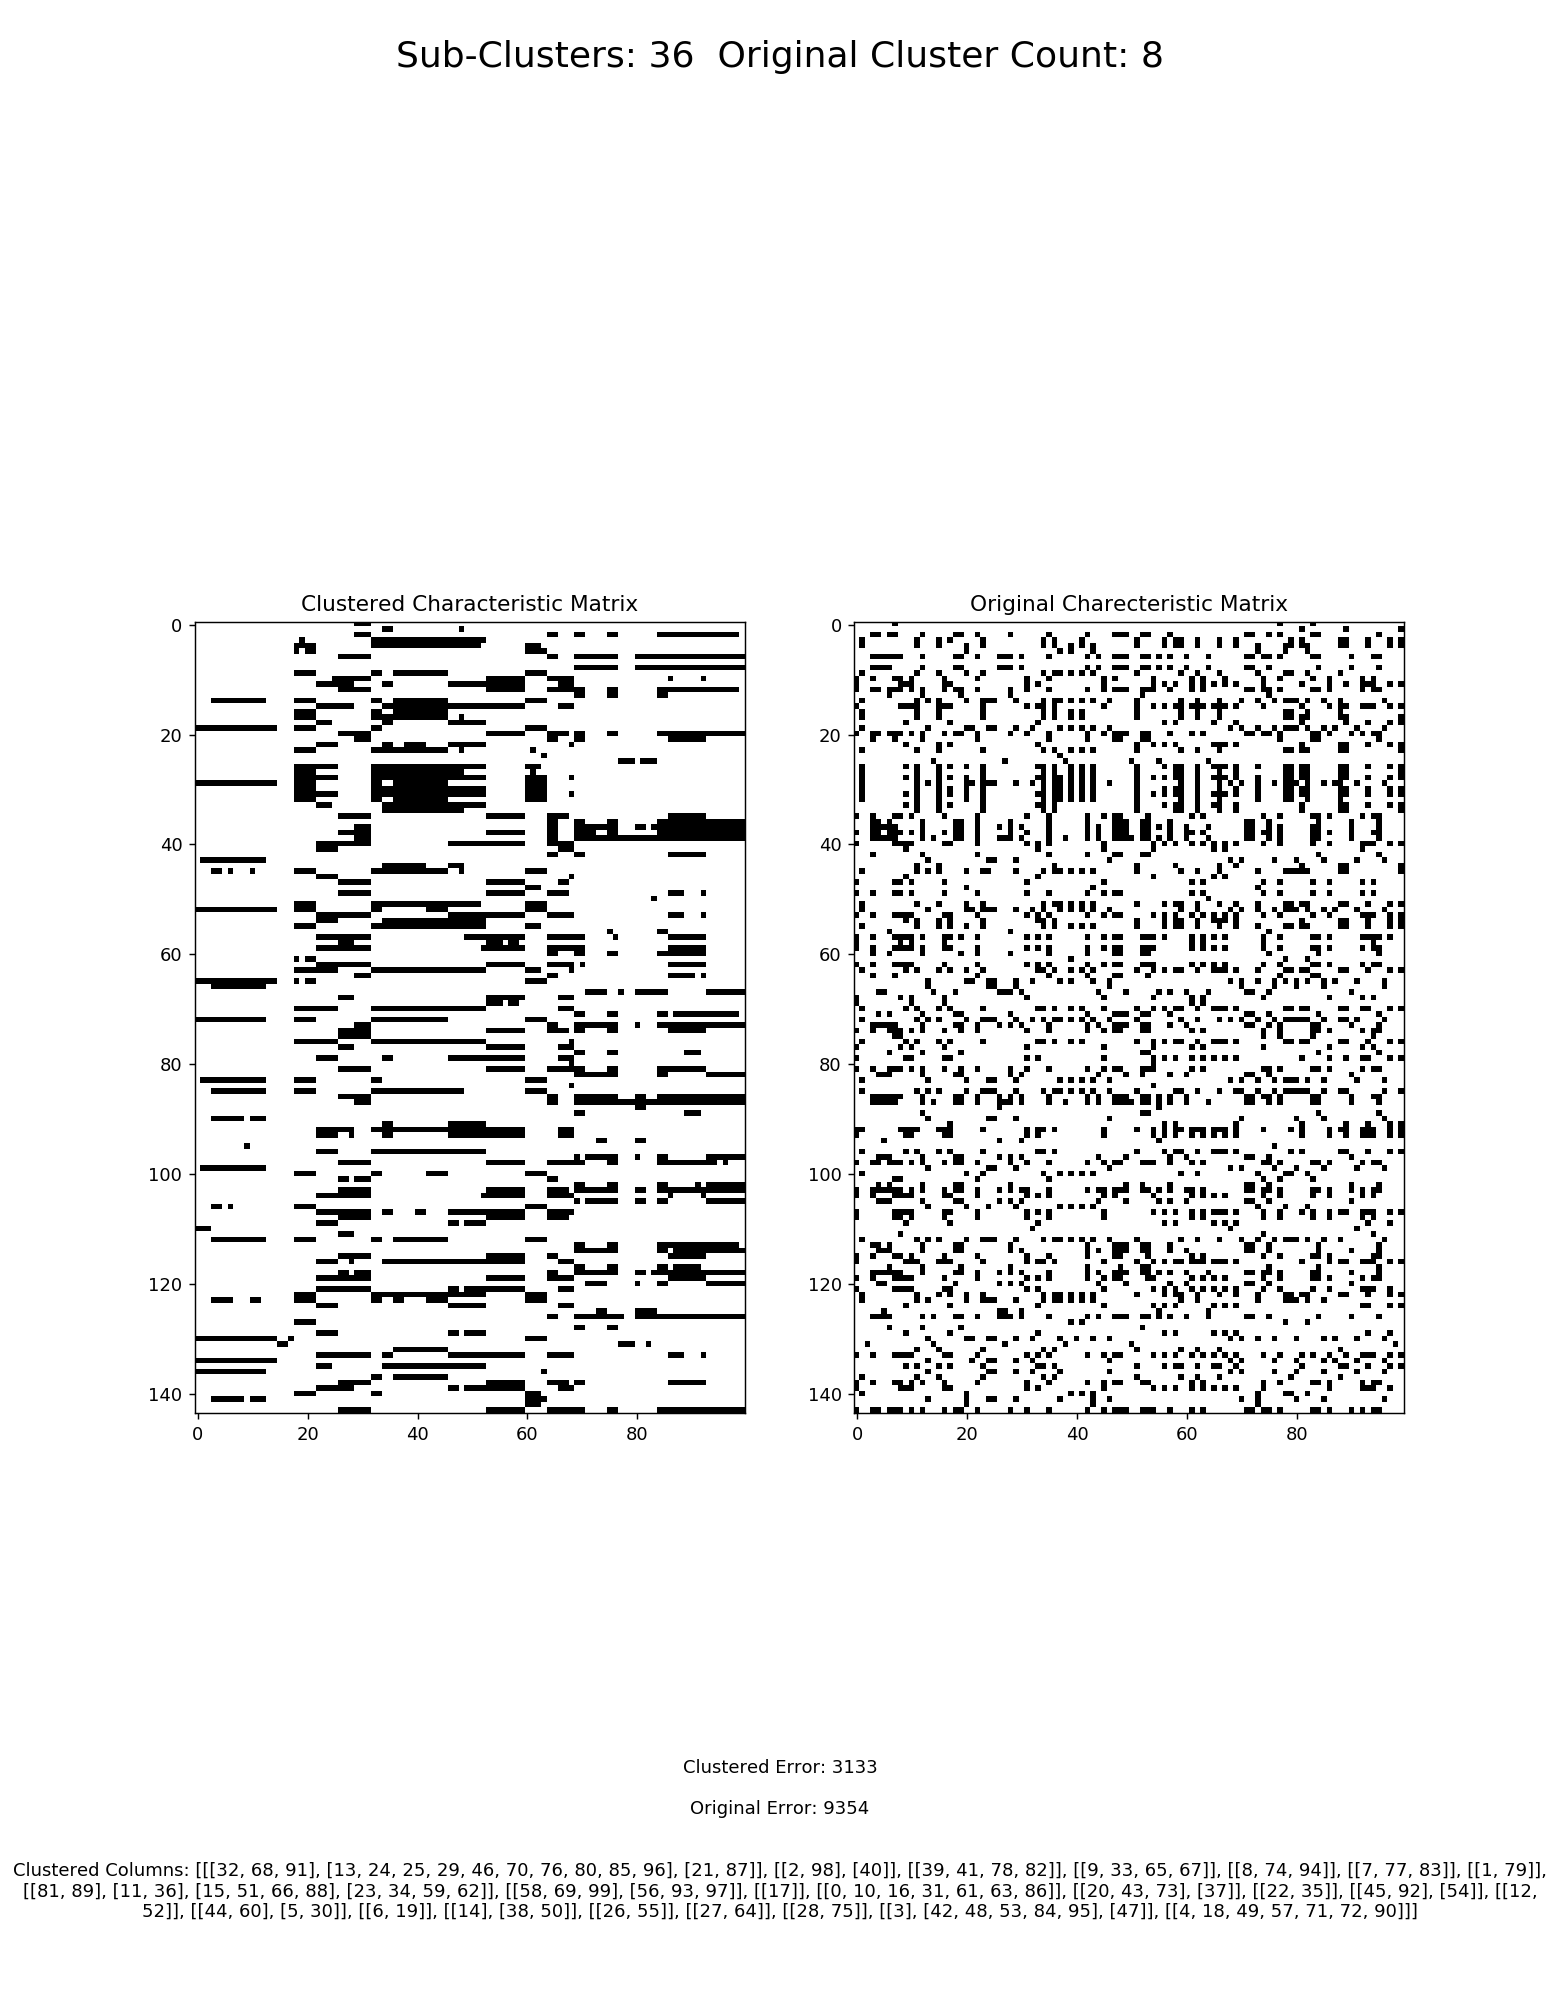 Sub-Clusters: 36  Original Cluster Count: 8
Clustered Characteristic Matrix
0
20
40
60
80
100
120
140
0 20 40 60 80
Original Charecteristic Matrix
0
20
40
60
80
100
120
140
0 20 40 60 80
Clustered Error: 3133
Original Error: 9354
Clustered Columns: [[[32, 68, 91], [13, 24, 25, 29, 46, 70, 76, 80, 85, 96], [21, 87]], [[2, 98], [40]], [[39, 41, 78, 82]], [[9, 33, 65, 67]], [[8, 74, 94]], [[7, 77, 83]], [[1, 79]],
[[81, 89], [11, 36], [15, 51, 66, 88], [23, 34, 59, 62]], [[58, 69, 99], [56, 93, 97]], [[17]], [[0, 10, 16, 31, 61, 63, 86]], [[20, 43, 73], [37]], [[22, 35]], [[45, 92], [54]], [[12,
52]], [[44, 60], [5, 30]], [[6, 19]], [[14], [38, 50]], [[26, 55]], [[27, 64]], [[28, 75]], [[3], [42, 48, 53, 84, 95], [47]], [[4, 18, 49, 57, 71, 72, 90]]]